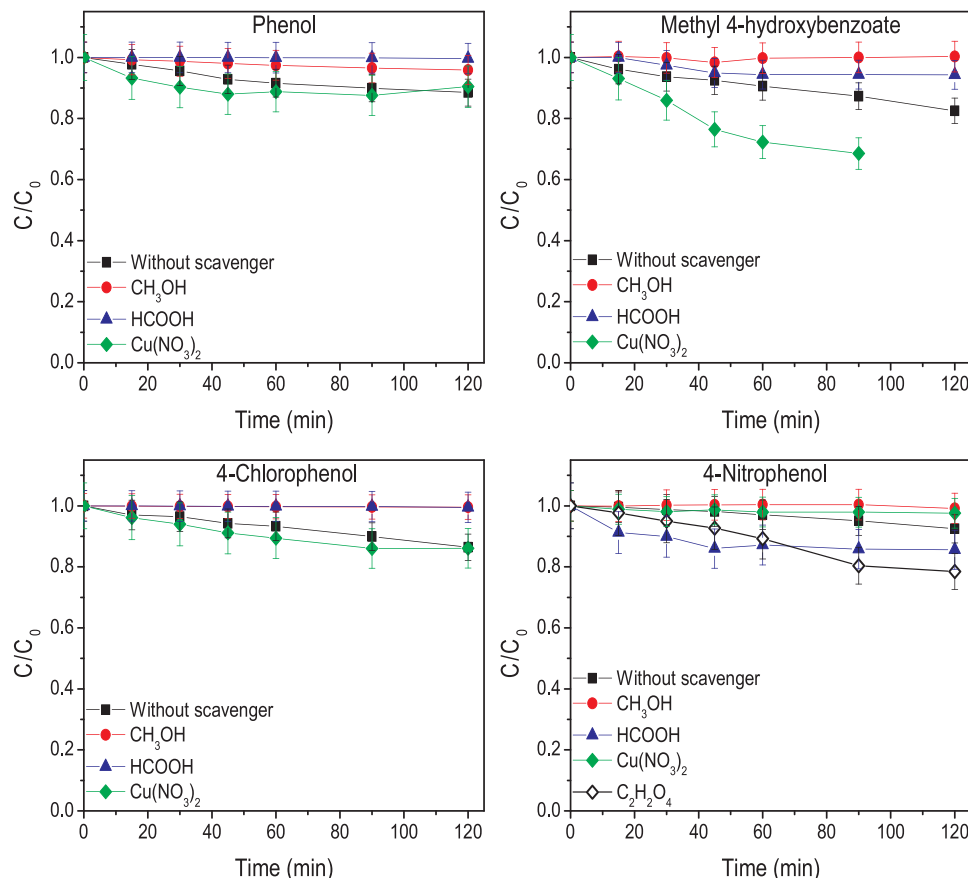 Phenol
C/C₀
1.0
0.8
0.6
0.4
0.2
0.0
Without scavenger
CH₃OH
HCOOH
Cu(NO₃)₂
0 20 40 60 80 100 120
Time (min)
Methyl 4-hydroxybenzoate
C/C₀
1.0
0.8
0.6
0.4
0.2
0.0
Without scavenger
CH₃OH
HCOOH
Cu(NO₃)₂
0 20 40 60 80 100 120
Time (min)
4-Chlorophenol
C/C₀
1.0
0.8
0.6
0.4
0.2
0.0
Without scavenger
CH₃OH
HCOOH
Cu(NO₃)₂
0 20 40 60 80 100 120
Time (min)
4-Nitrophenol
C/C₀
1.0
0.8
0.6
0.4
0.2
0.0
Without scavenger
CH₃OH
HCOOH
Cu(NO₃)₂
C₂H₂O₄
0 20 40 60 80 100 120
Time (min)